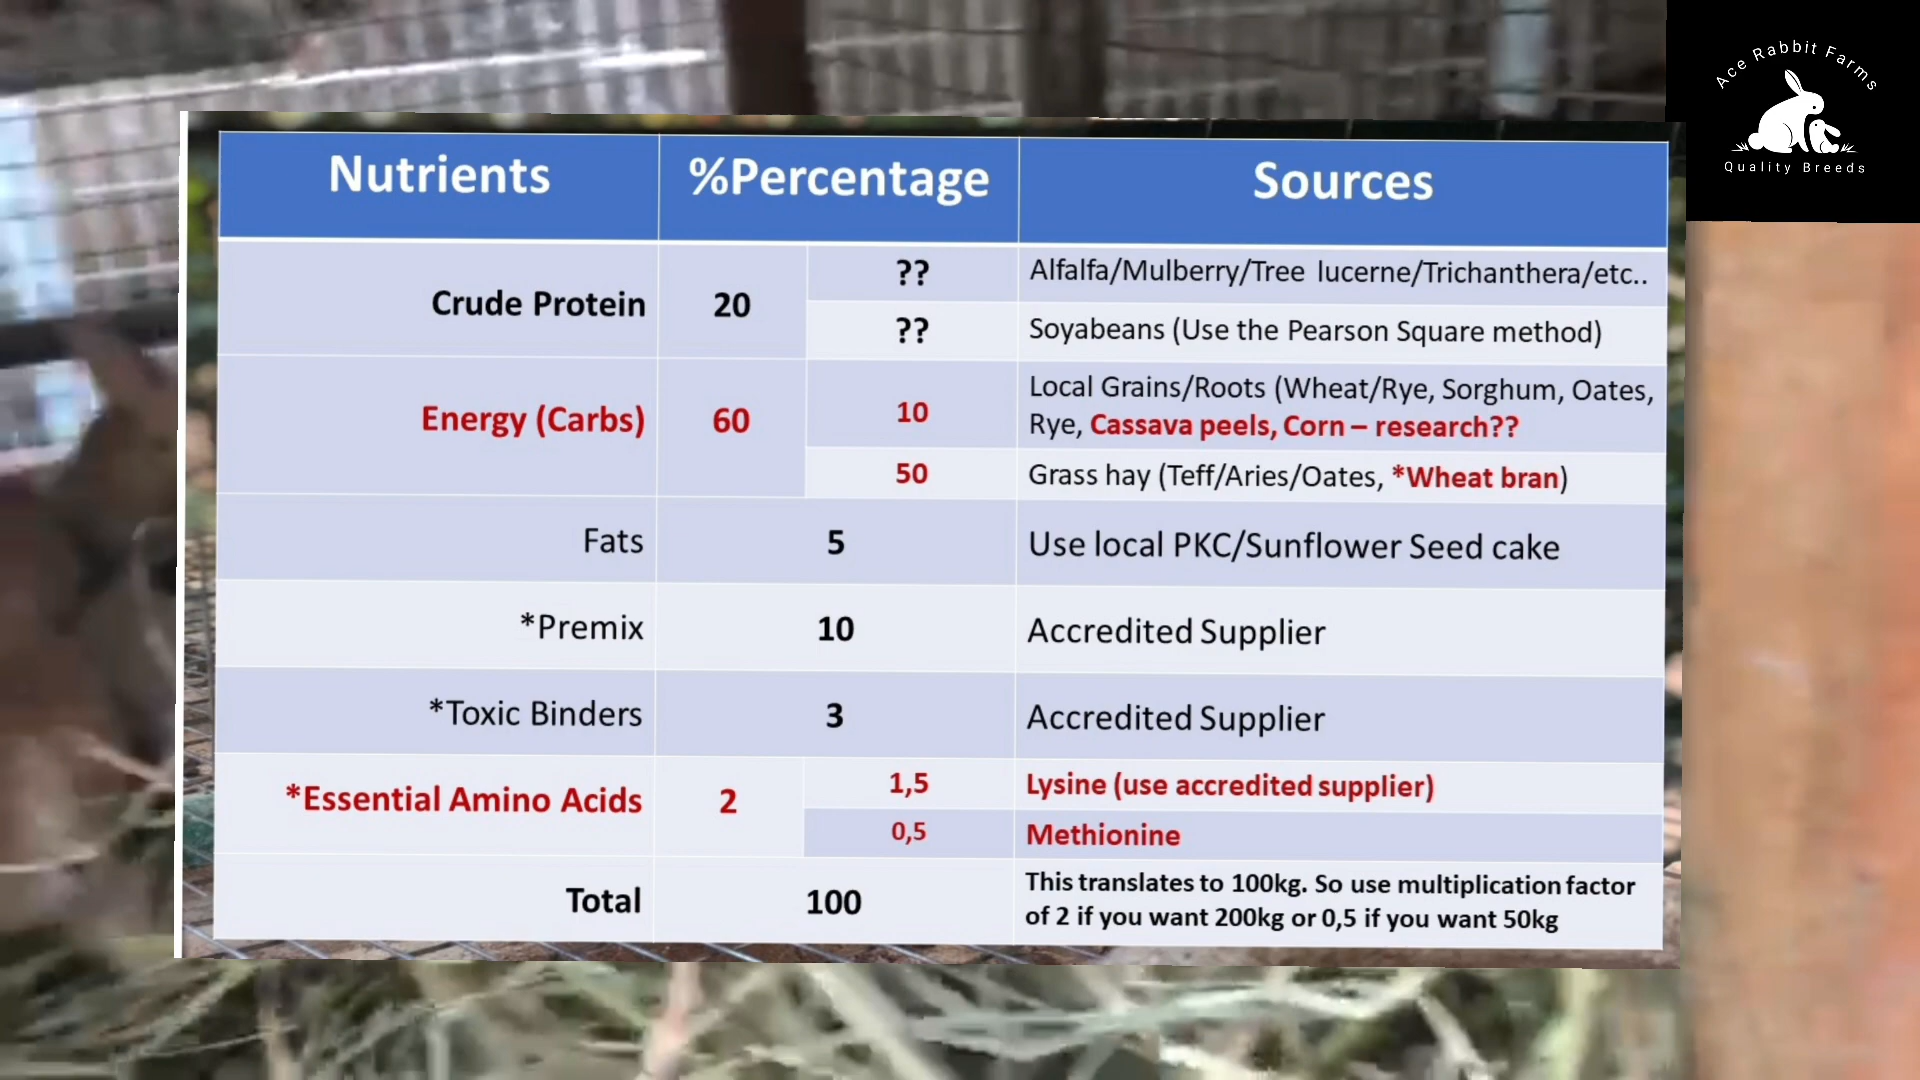 Ace Rabbit Farms
Quality Breeds
Nutrients
%Percentage
Sources
Crude Protein
20
??
Alfalfa/Mulberry/Tree lucerne/Trichanthera/etc..
??
Soyabeans (Use the Pearson Square method)
Energy (Carbs)
60
10
Local Grains/Roots (Wheat/Rye, Sorghum, Oates,
Rye, Cassava peels, Corn – research??
50
Grass hay (Teff/Aries/Oates, *Wheat bran)
Fats
5
Use local PKC/Sunflower Seed cake
*Premix
10
Accredited Supplier
*Toxic Binders
3
Accredited Supplier
*Essential Amino Acids
2
1,5
Lysine (use accredited supplier)
0,5
Methionine
Total
100
This translates to 100kg. So use multiplication factor
of 2 if you want 200kg or 0,5 if you want 50kg